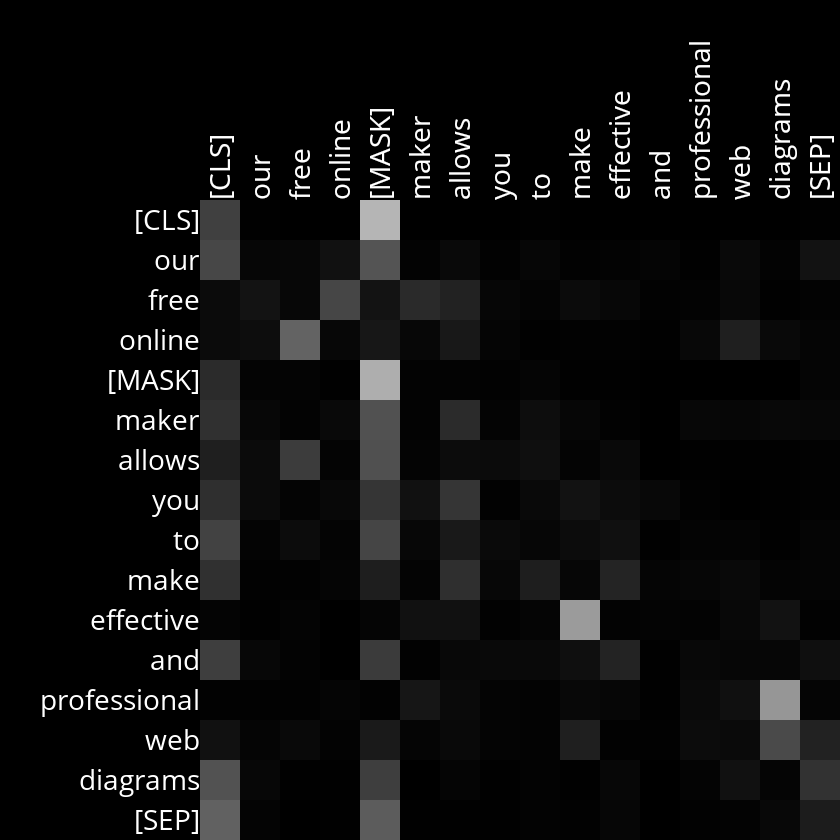 [CLS] our free online [MASK] maker allows you to make effective and professional web diagrams [SEP]
[CLS]
our
free
online
[MASK]
maker
allows
you
to
make
effective
and
professional
web
diagrams
[SEP]